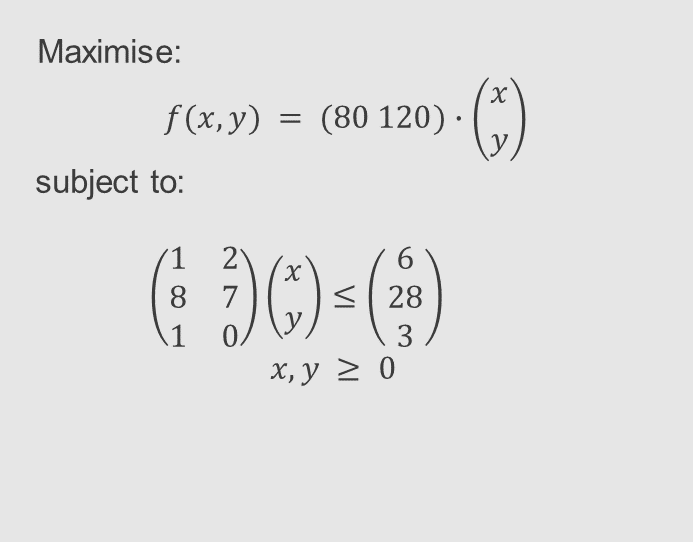 Maximise:
f(x, y) = (80 120) · (x
y)
subject to:
(1 2
8 7
1 0) (x
y) ≤ (6
28
3)
x, y ≥ 0